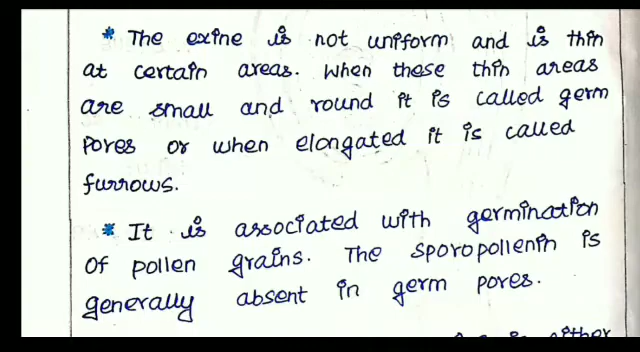 * The exine is not uniform and is thin
at certain areas. When these thin areas
are small and round it is called germ
pores or when elongated it is called
furrows.
* It is associated with germination
of pollen grains. The sporopollenin is
generally absent in germ pores.
either